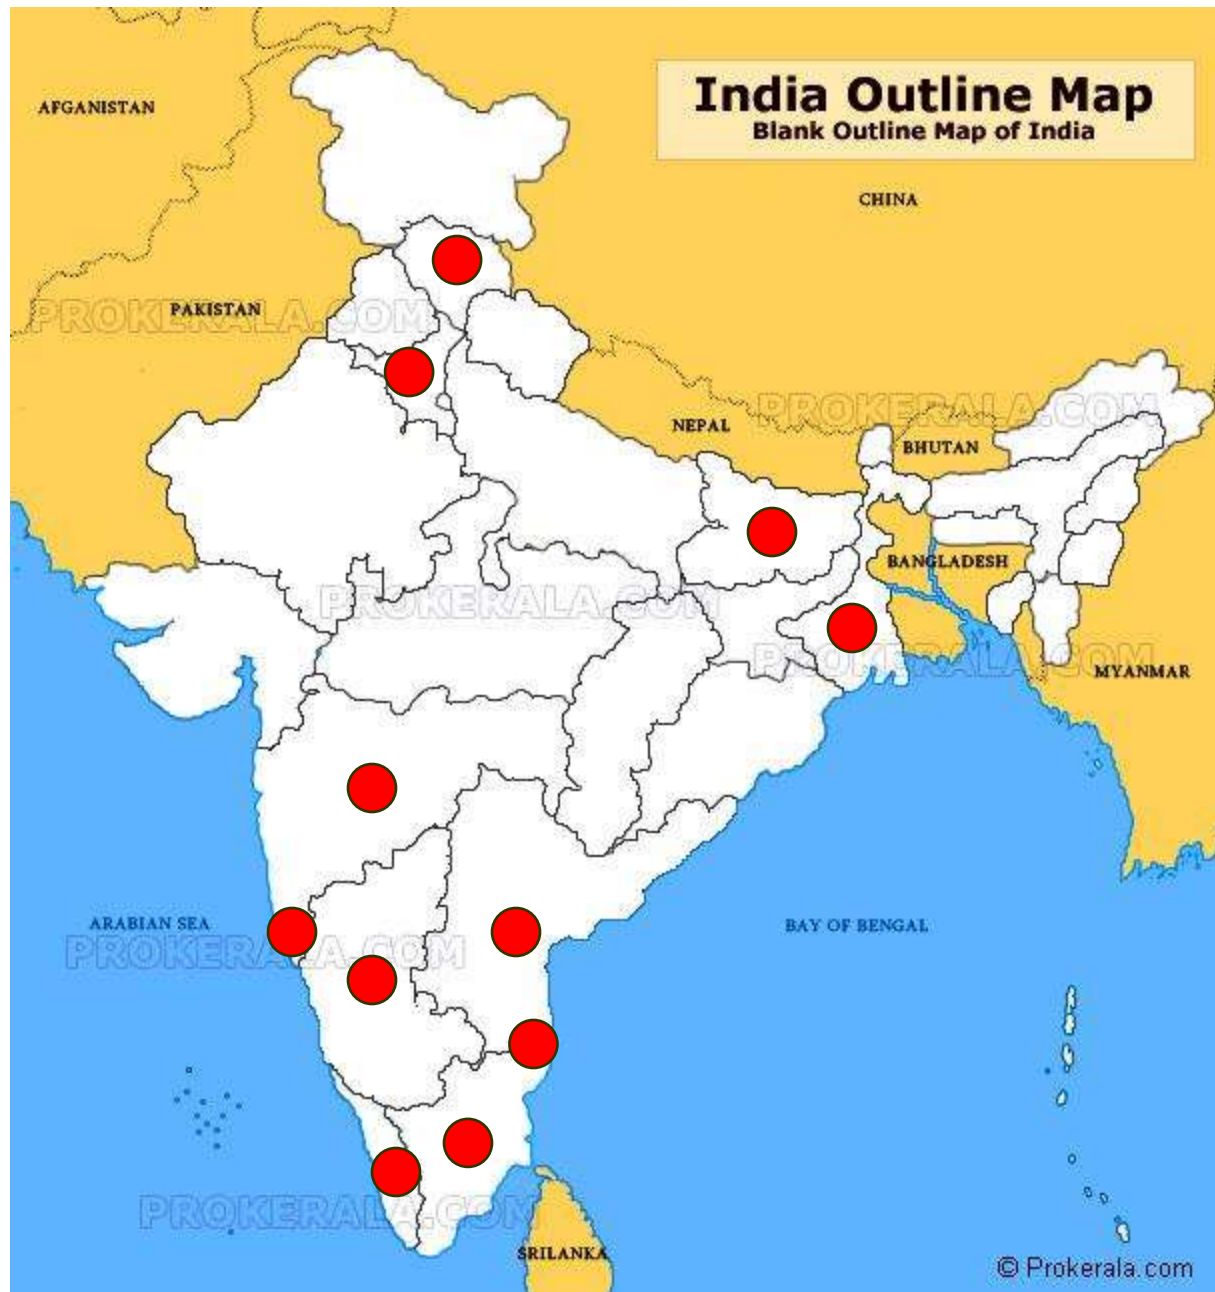 India Outline Map
Blank Outline Map of India
AFGANISTAN
CHINA
PAKISTAN
PROKERALA.COM
NEPAL
PROKERALA.COM
BHUTAN
BANGLADESH
PROKERALA.COM
PROKERALA.COM
MYANMAR
ARABIAN SEA
BAY OF BENGAL
PROKERALA.COM
PROKERALA.COM
SRILANKA
© Prokerala.com